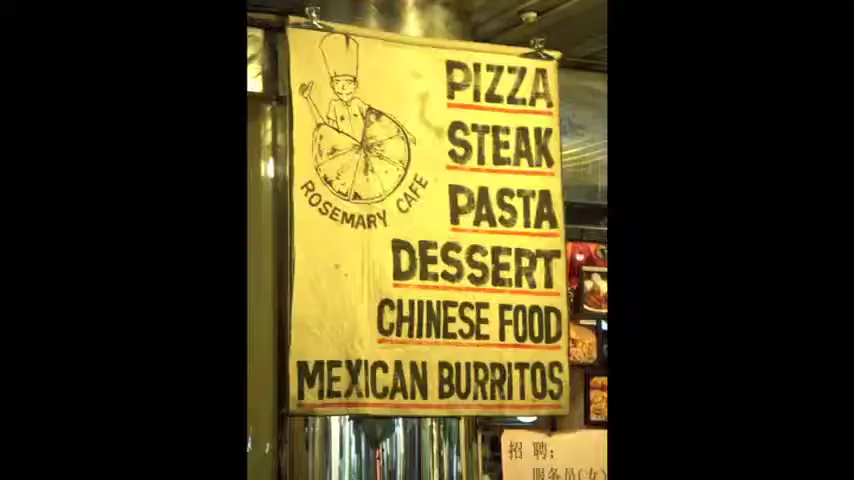 PIZZA
STEAK
PASTA
ROSEMARY CAFE
DESSERT
CHINESE FOOD
MEXICAN BURRITOS
招 聘:
服务员(女)